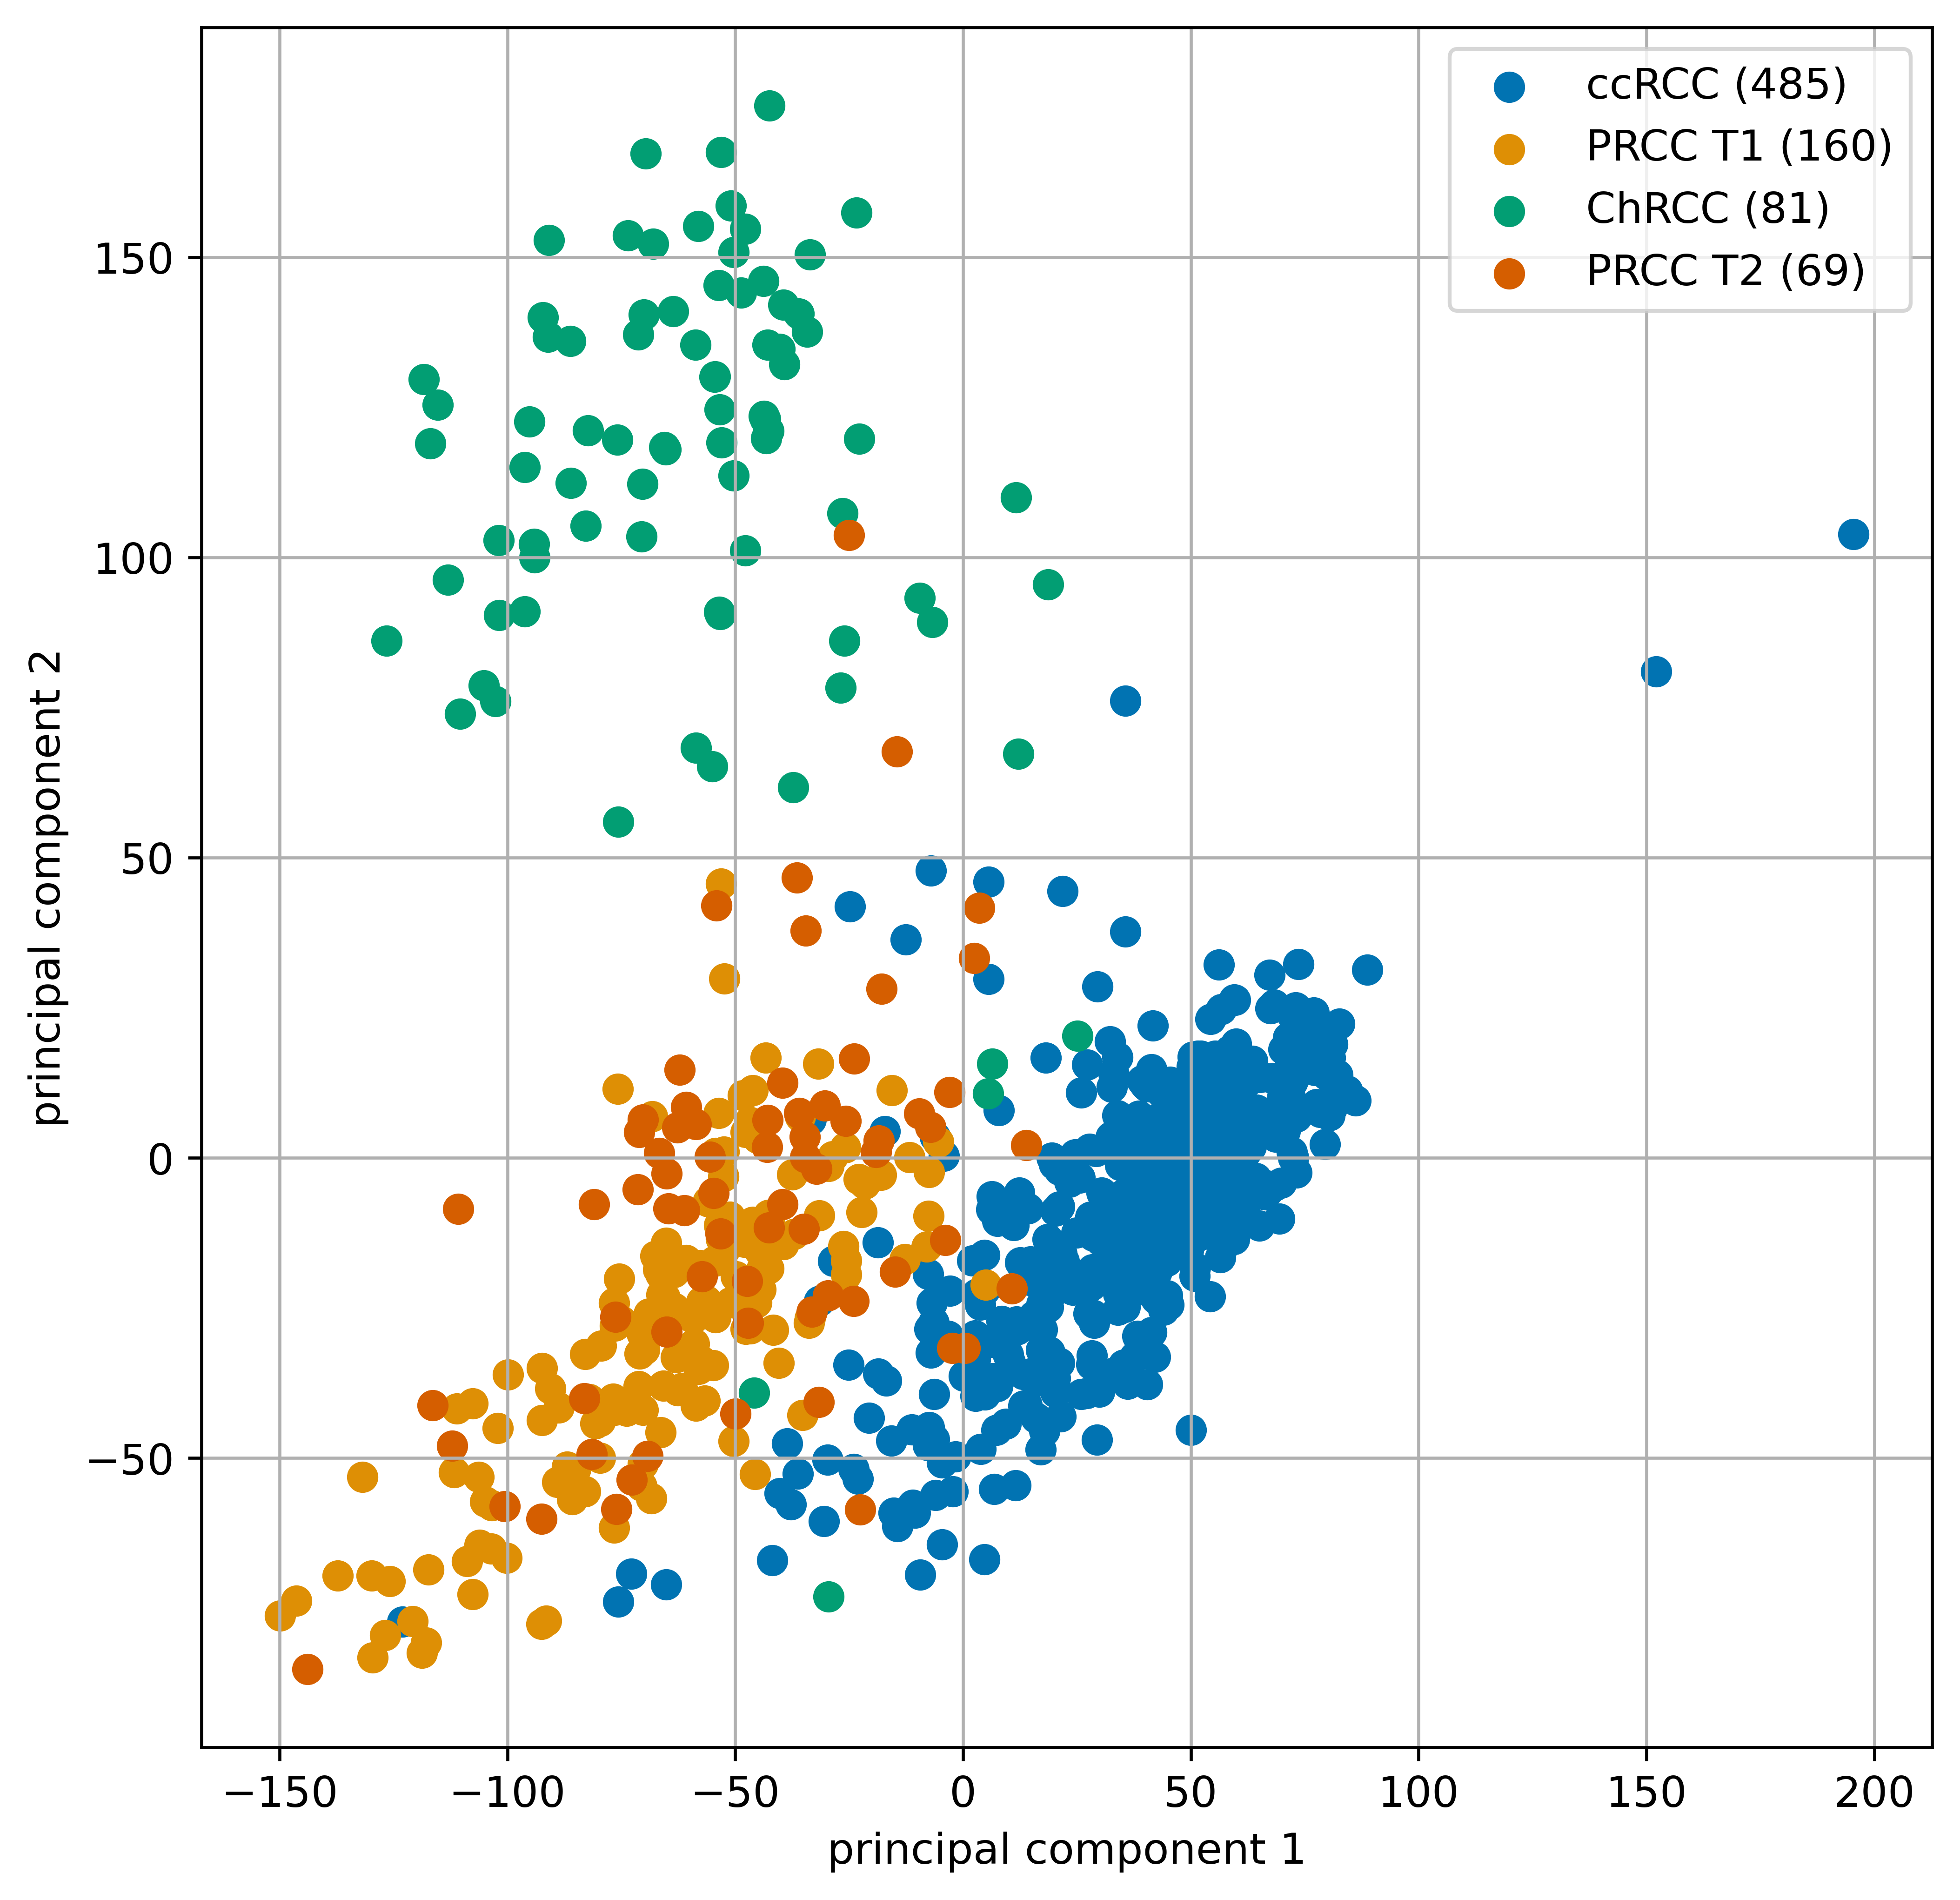 ccRCC (485)
PRCC T1 (160)
ChRCC (81)
PRCC T2 (69)
150
100
50
0
−50
principal component 2
−150
−100
−50
0
50
100
150
200
principal component 1